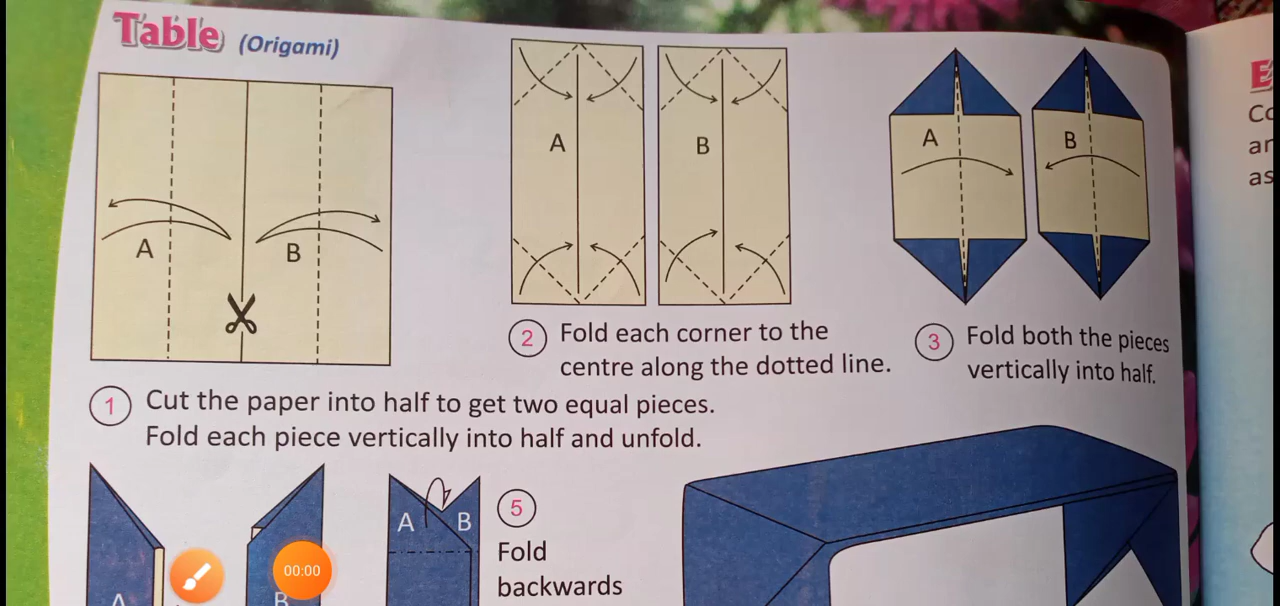 Table (Origami)
A
B
A
B
A
B
1 Cut the paper into half to get two equal pieces.
Fold each piece vertically into half and unfold.
2 Fold each corner to the
centre along the dotted line.
3 Fold both the pieces
vertically into half.
A
B
A B
5
Fold
backwards
00:00
E